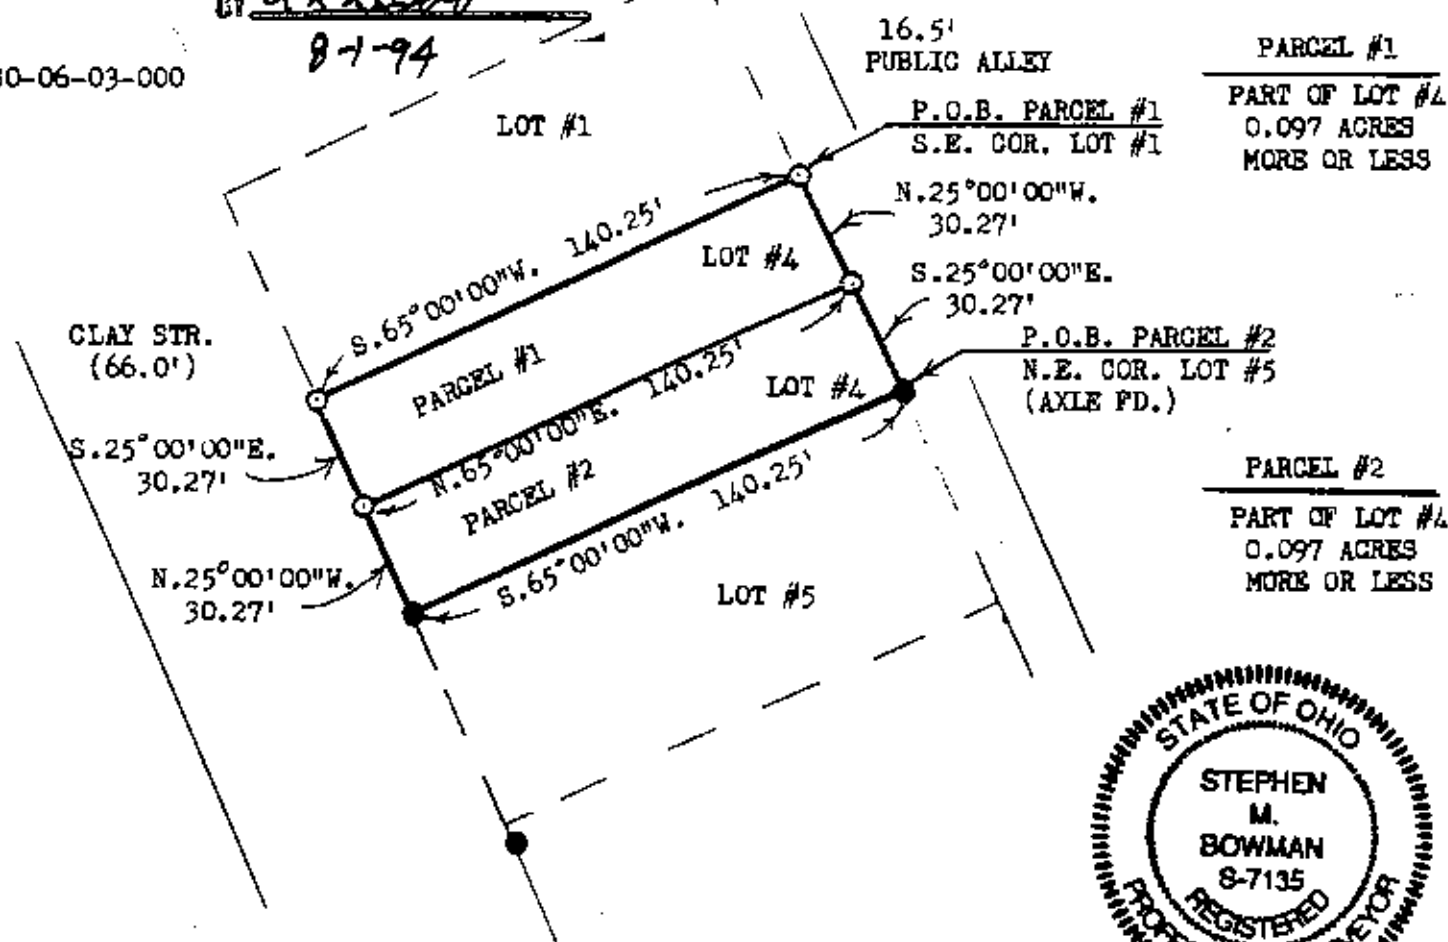 BY
8-1-94
0-06-03-000
16.5'
PUBLIC ALLEY
PARCEL #1
PART OF LOT #4
0.097 ACRES
MORE OR LESS
LOT #1
P.O.B. PARCEL #1
S.E. COR. LOT #1
N.25°00'00"W.
30.27'
S.65°00'00"W. 140.25'
LOT #4
S.25°00'00"E.
30.27'
CLAY STR.
(66.0')
PARCEL #1
P.O.B. PARCEL #2
N.E. COR. LOT #5
(AXLE FD.)
N.65°00'00"E. 140.25'
LOT #4
S.25°00'00"E.
30.27'
PARCEL #2
PARCEL #2
PART OF LOT #4
0.097 ACRES
MORE OR LESS
N.25°00'00"W.
30.27'
S.65°00'00"W. 140.25'
LOT #5
STATE OF OHIO
STEPHEN
M.
BOWMAN
S-7135
REGISTERED